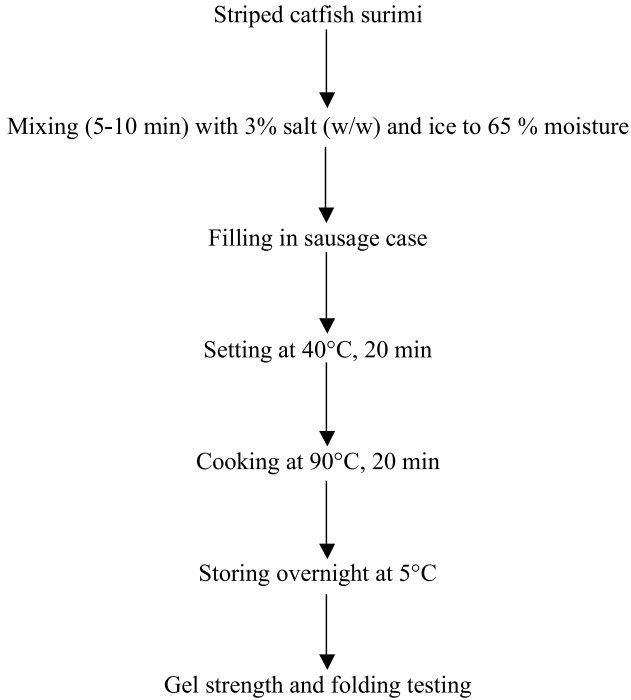 Striped catfish surimi
Mixing (5-10 min) with 3% salt (w/w) and ice to 65 % moisture
Filling in sausage case
Setting at 40°C, 20 min
Cooking at 90°C, 20 min
Storing overnight at 5°C
Gel strength and folding testing